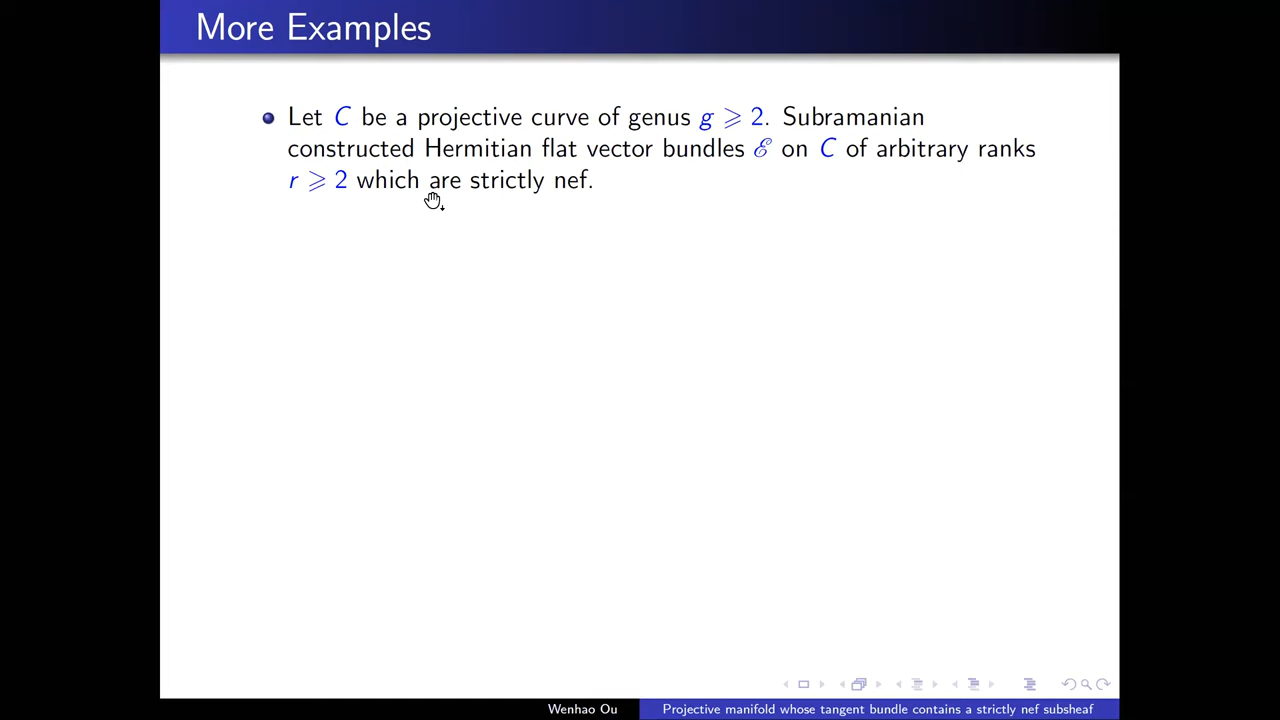 More Examples
Let C be a projective curve of genus g ⩾ 2. Subramanian
constructed Hermitian flat vector bundles ℰ on C of arbitrary ranks
r ⩾ 2 which are strictly nef.
Wenhao Ou
Projective manifold whose tangent bundle contains a strictly nef subsheaf